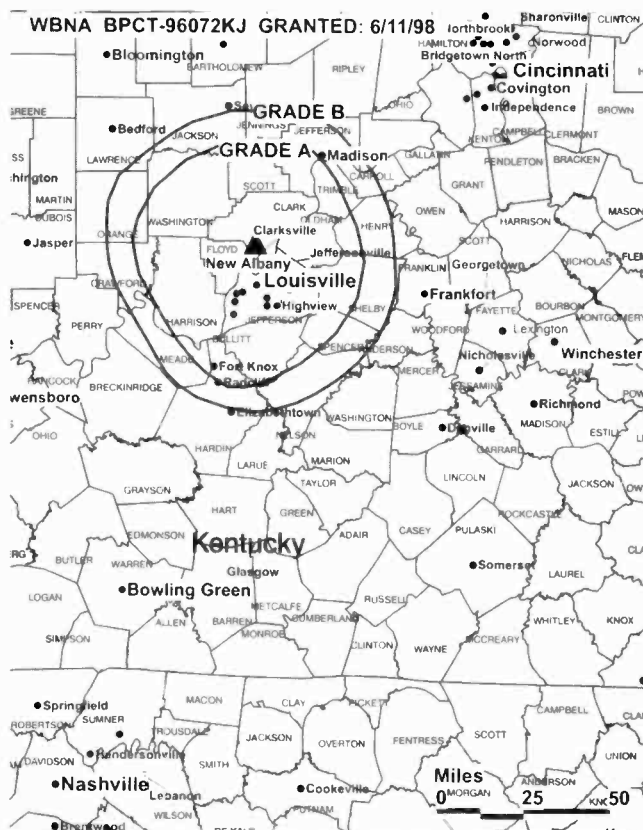 WBNA BPCT-96072KJ GRANTED: 6/11/98
Sharonville
CLINTON
Northbrook
HAMILTON
Norwood
Bridgetown North
Bloomington
BARTHOLOMEW
RIPLEY
Cincinnati
Covington
Independence
OHIO
BROWN
GREENE
GRADE B
JENNINGS
JEFFERSON
KENTON
CAMPBELL
CLERMONT
Bedford
JACKSON
LAWRENCE
GRADE A
Madison
GALLATIN
PENDLETON
BRACKEN
CARROLL
GRANT
MARTIN
SCOTT
TRIMBLE
OWEN
MASON
DUBOIS
CLARK
HENRY
HARRISON
WASHINGTON
OLDHAM
ORANGE
Clarksville
SCOTT
Jasper
FLOYD
Jeffersonville
NICHOLAS
New Albany
FRANKLIN
Georgetown
CRAWFORD
Louisville
Frankfort
BOURBON
SPENCER
Highview
SHELBY
FAYETTE
MONTGOMERY
HARRISON
JEFFERSON
WOODFORD
Lexington
PERRY
BULLITT
SPENCER
ANDERSON
Nicholasville
Winchester
MEADE
Fort Knox
MERCER
CLARK
HANCOCK
Radcliff
JESSAMINE
BRECKINRIDGE
wensboro
Elizabethtown
WASHINGTON
Richmond
MADISON
OHIO
NELSON
BOYLE
Danville
ESTILL
HARDIN
GARRARD
LARUE
MARION
LINCOLN
JACKSON
GRAYSON
TAYLOR
HART
GREEN
ROCKCASTLE
CASEY
PULASKI
EDMONSON
Kentucky
ADAIR
BUTLER
WARREN
Glasgow
Somerset
LAUREL
LOGAN
Bowling Green
RUSSELL
METCALFE
ALLEN
BARREN
CUMBERLAND
WHITLEY
KNOX
SIMPSON
MONROE
CLINTON
WAYNE
MCCREARY
Springfield
MACON
CLAY
PICKETT
CAMPBELL
ROBERTSON
SUMNER
TROUSDALE
JACKSON
OVERTON
FENTRESS
SCOTT
UNION
Hendersonville
DAVIDSON
SMITH
Nashville
Lebanon
Cookeville
Miles
MORGAN
ANDERSON
0 25 50
WILSON
PUTNAM
Brentwood